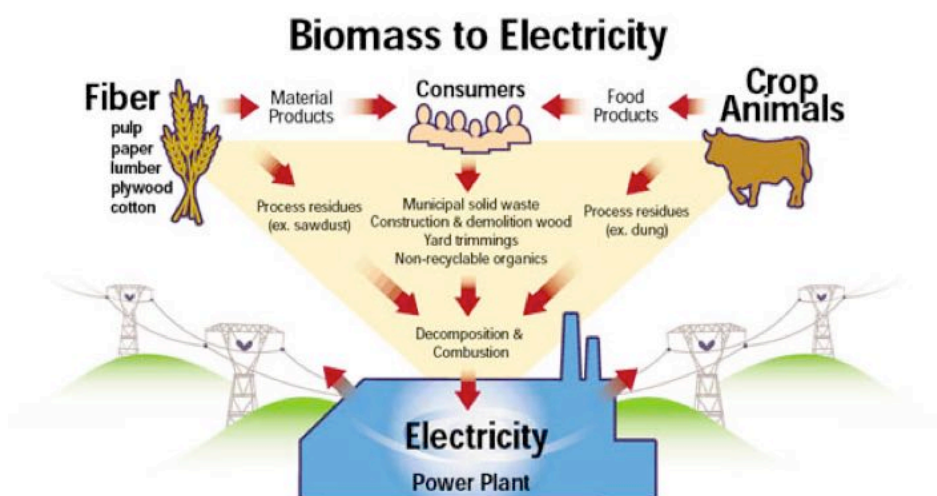 Biomass to Electricity
Fiber
pulp
paper
lumber
plywood
cotton
Material
Products
Consumers
Food
Products
Crop
Animals
Process residues
(ex. sawdust)
Municipal solid waste
Construction & demolition wood
Yard trimmings
Non-recyclable organics
Process residues
(ex. dung)
Decomposition &
Combustion
Electricity
Power Plant